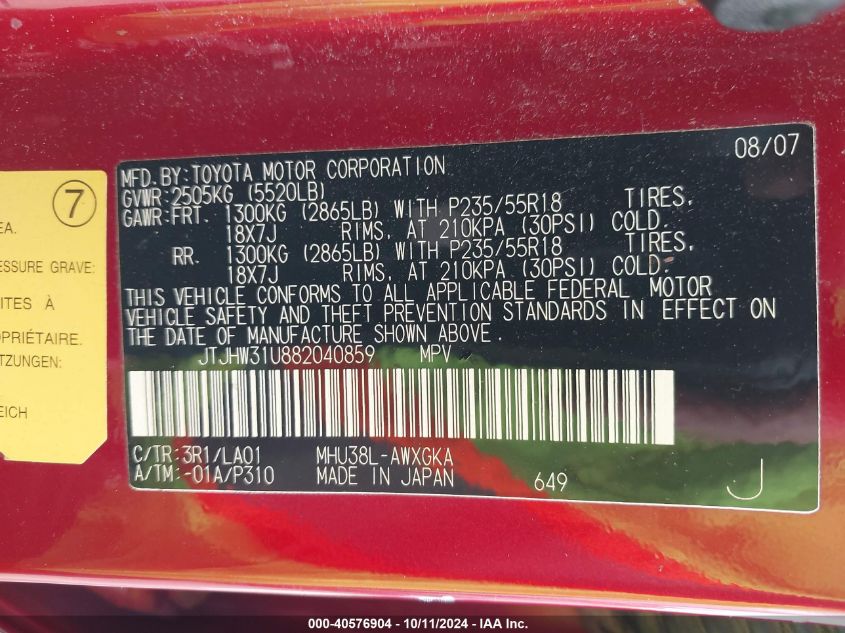 08/07
MFD.BY:TOYOTA MOTOR CORPORATION
GVWR:2505KG (5520LB)
GAWR:FRT. 1300KG (2865LB) WITH P235/55R18 TIRES,
18X7J RIMS, AT 210KPA (30PSI) COLD.
RR. 1300KG (2865LB) WITH P235/55R18 TIRES,
18X7J RIMS, AT 210KPA (30PSI) COLD.
THIS VEHICLE CONFORMS TO ALL APPLICABLE FEDERAL MOTOR
VEHICLE SAFETY AND THEFT PREVENTION STANDARDS IN EFFECT ON
THE DATE OF MANUFACTURE SHOWN ABOVE.
JTJHW31U882040859 MPV
C/TR:3R1/LA01 MHU38L-AWXGKA
A/TM:-01A/P310 MADE IN JAPAN 649 J
7
EA.
ESSURE GRAVE:
ITES À
OPRIÉTAIRE.
TZUNGEN:
EICH
000-40576904 - 10/11/2024 - IAA Inc.